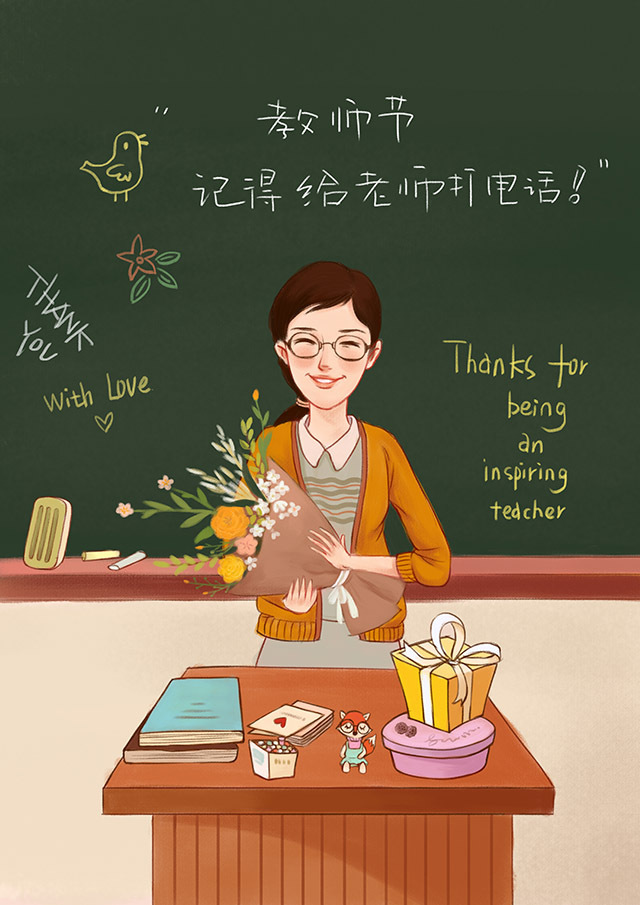 "教师节
记得给老师打电话!"
THANK
YOU
With Love
Thanks for
being
an
inspiring
teacher